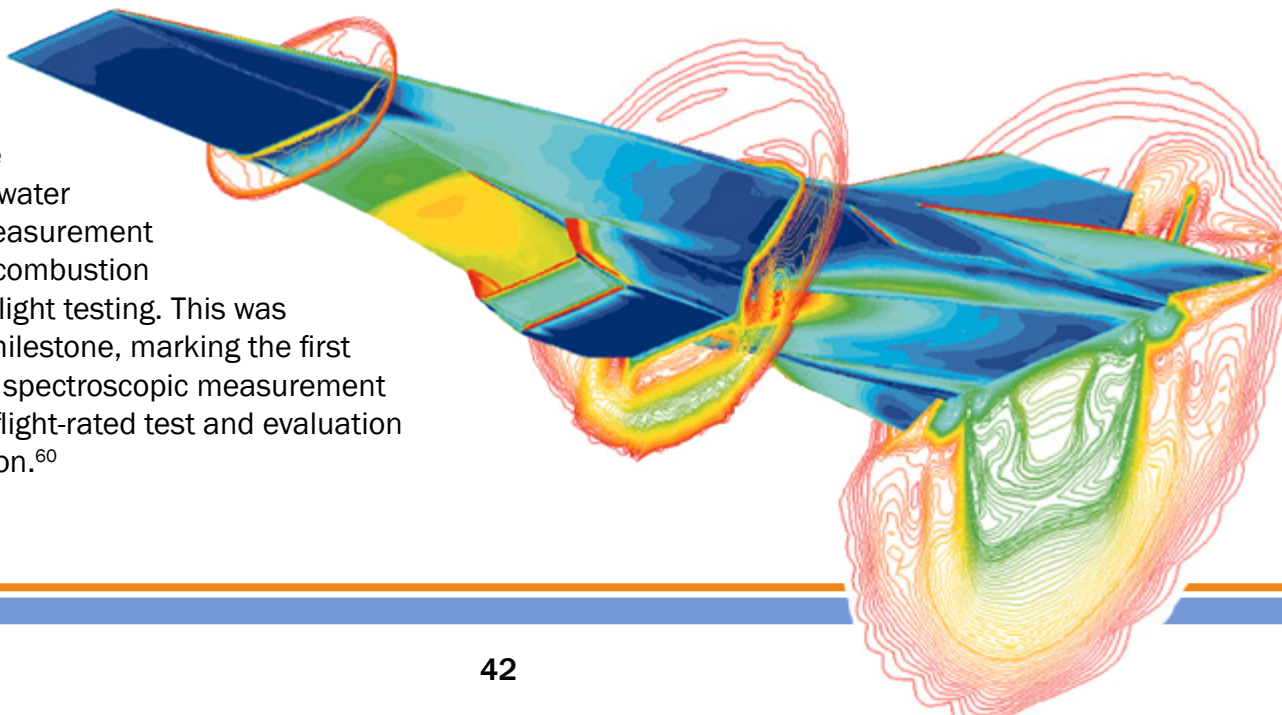 water
combustion
light testing. This was
milestone, marking the first
spectroscopic measurement
flight-rated test and evaluation
on.⁶⁰
42